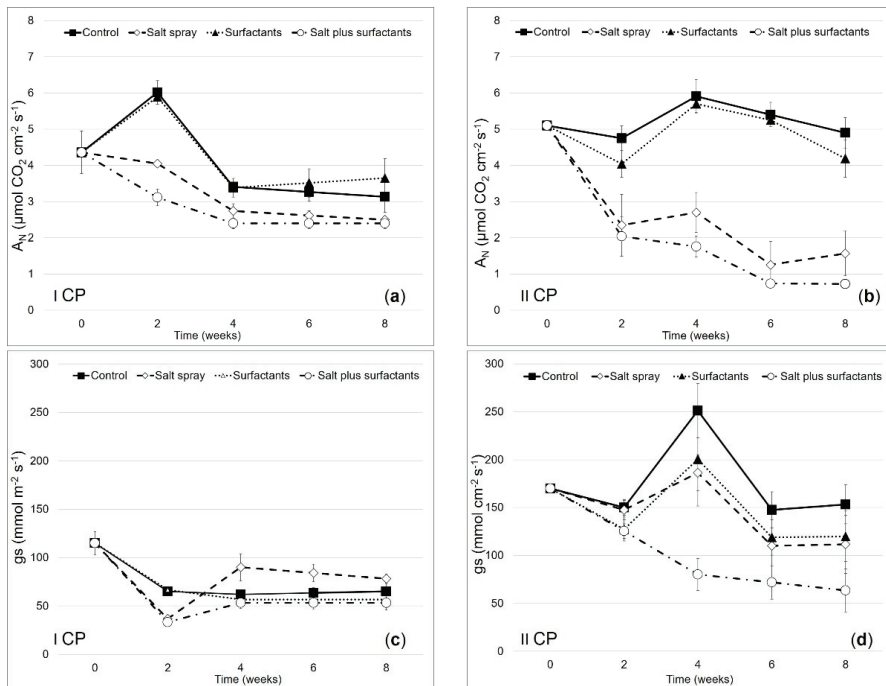 Control Salt spray Surfactants Salt plus surfactants
8
7
6
5
4
3
2
1
0
A_N (µmol CO₂ cm⁻² s⁻¹)
I CP
(a)
0 2 4 6 8
Time (weeks)
Control Salt spray Surfactants Salt plus surfactants
8
7
6
5
4
3
2
1
0
A_N (µmol CO₂ cm⁻² s⁻¹)
II CP
(b)
0 2 4 6 8
Time (weeks)
300
Control Salt spray Surfactants Salt plus surfactants
250
200
150
100
50
0
gs (mmol m⁻² s⁻¹)
I CP
(c)
0 2 4 6 8
Time (weeks)
300
Control Salt spray Surfactants Salt plus surfactants
250
200
150
100
50
0
gs (mmol cm⁻² s⁻¹)
II CP
(d)
0 2 4 6 8
Time (weeks)